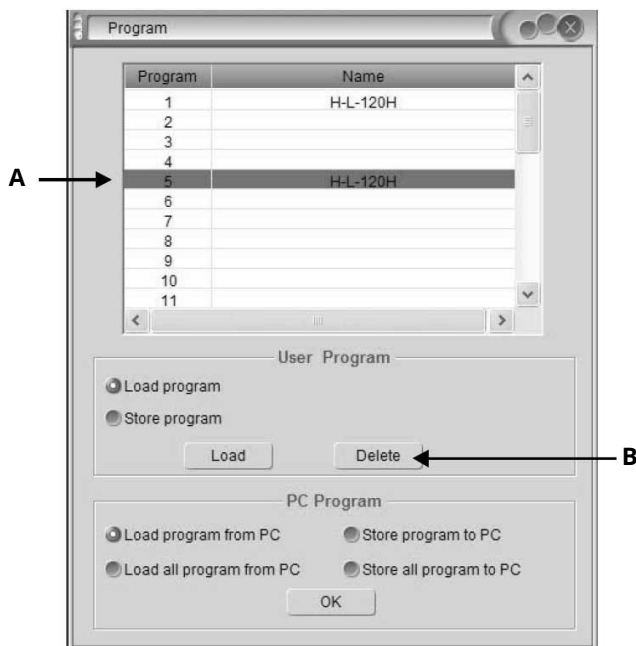 Program
Program Name
1 H-L-120H
2
3
4
A 5 H-L-120H
6
7
8
9
10
11
User Program
Load program
Store program
Load Delete
B
PC Program
Load program from PC Store program to PC
Load all program from PC Store all program to PC
OK